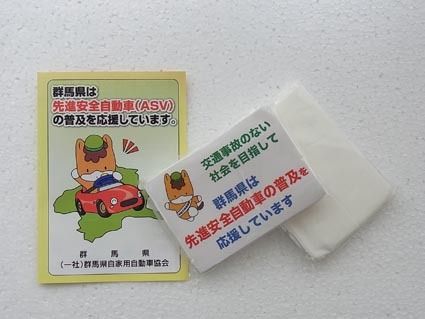 群馬県は
先進安全自動車(ASV)
の普及を応援しています。
群馬県
(一社)群馬県自家用自動車協会
交通事故のない
社会を目指して
群馬県は
先進安全自動車の普及を
応援しています